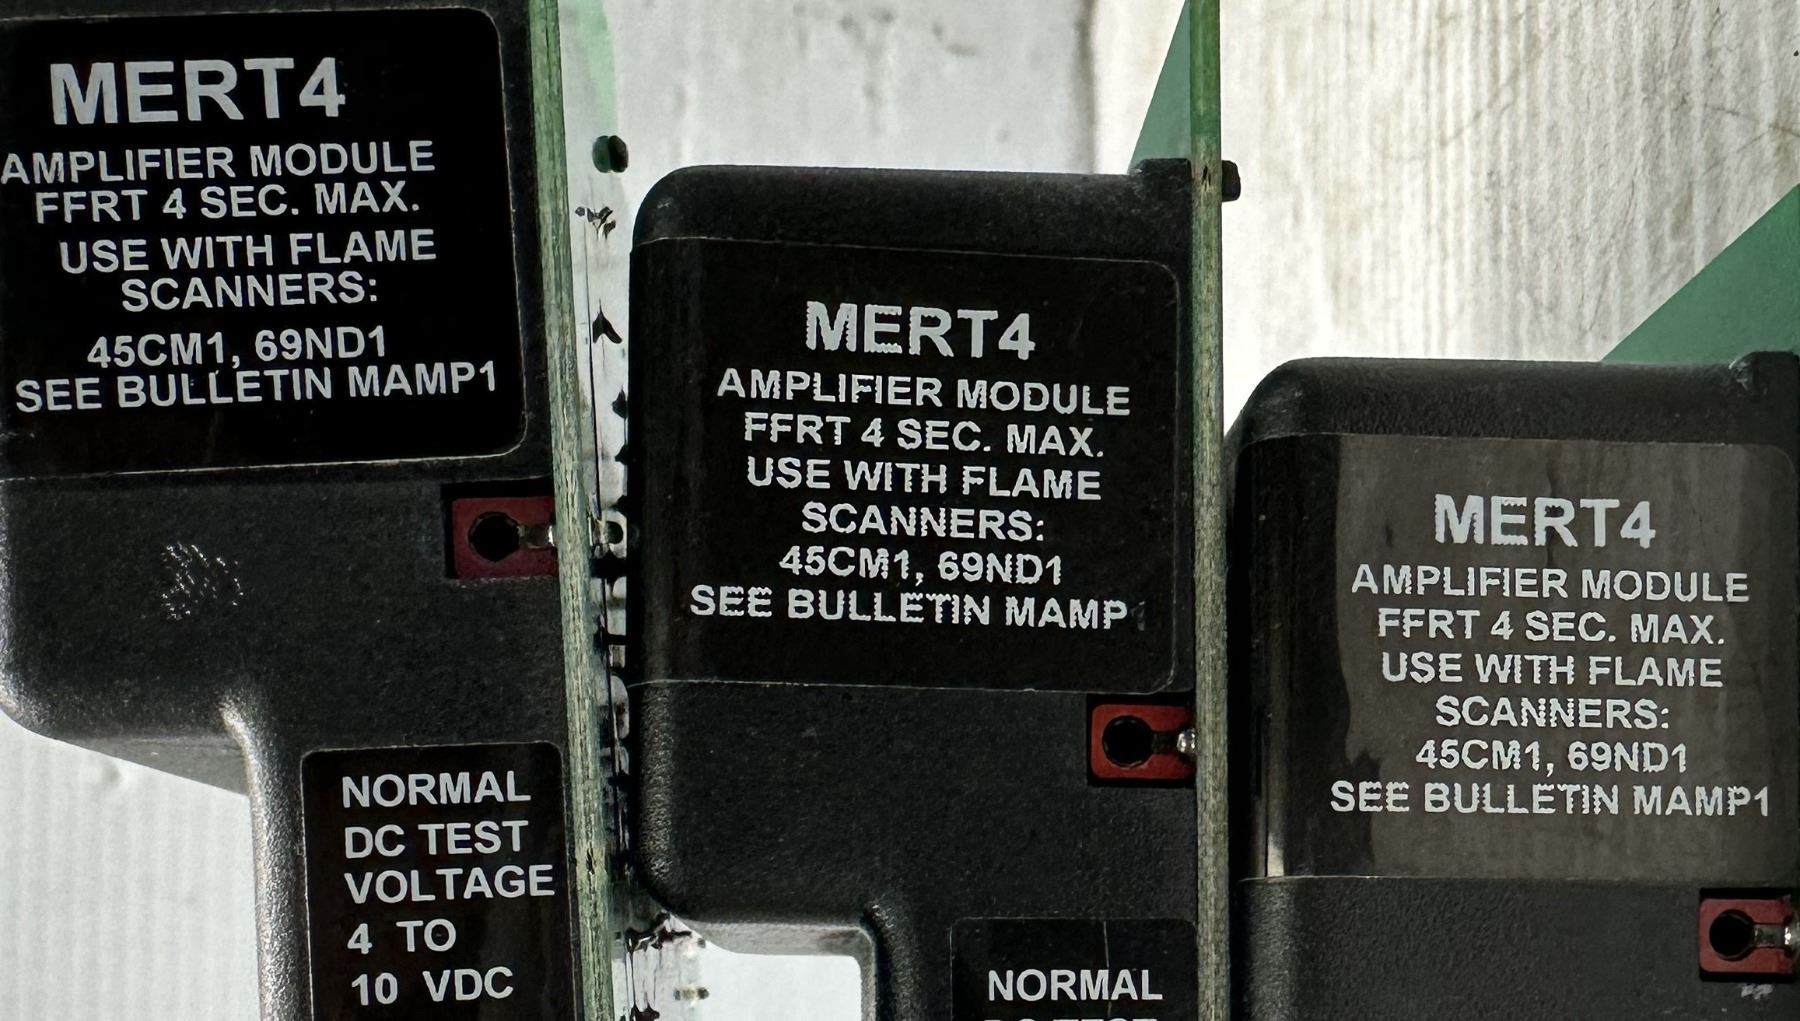 MERT4
AMPLIFIER MODULE
FFRT 4 SEC. MAX.
USE WITH FLAME
SCANNERS:
45CM1, 69ND1
SEE BULLETIN MAMP1
NORMAL
DC TEST
VOLTAGE
4 TO
10 VDC
MERT4
AMPLIFIER MODULE
FFRT 4 SEC. MAX.
USE WITH FLAME
SCANNERS:
45CM1, 69ND1
SEE BULLETIN MAMP1
NORMAL
MERT4
AMPLIFIER MODULE
FFRT 4 SEC. MAX.
USE WITH FLAME
SCANNERS:
45CM1, 69ND1
SEE BULLETIN MAMP1